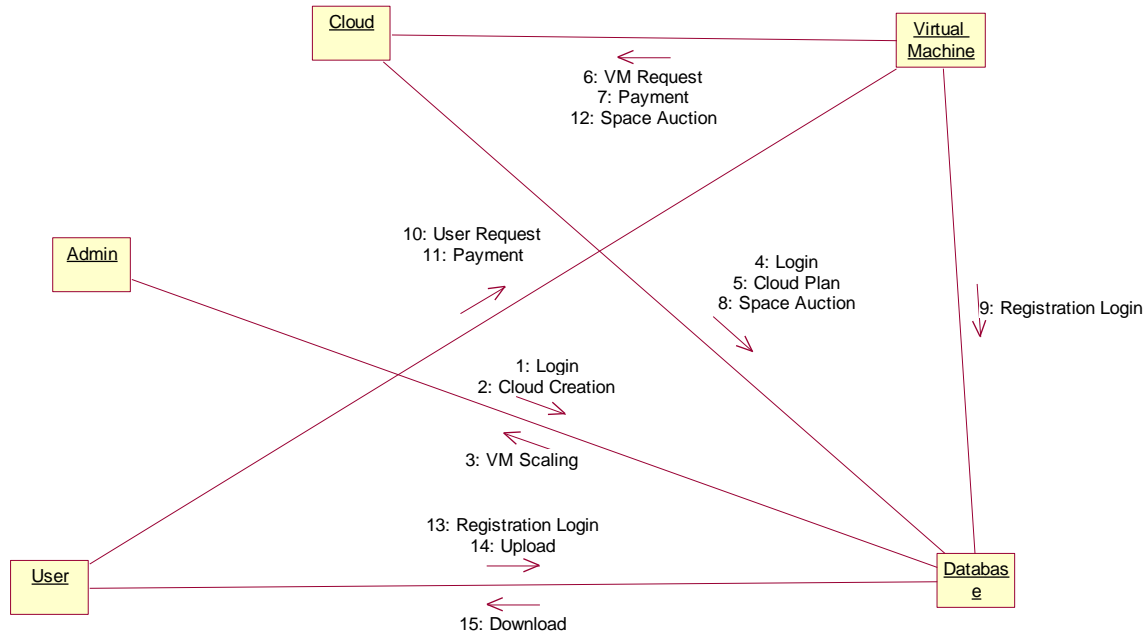 Cloud
Virtual
Machine
6: VM Request
7: Payment
12: Space Auction
Admin
10: User Request
11: Payment
4: Login
5: Cloud Plan
8: Space Auction
9: Registration Login
1: Login
2: Cloud Creation
3: VM Scaling
13: Registration Login
14: Upload
User
Databas
e
15: Download